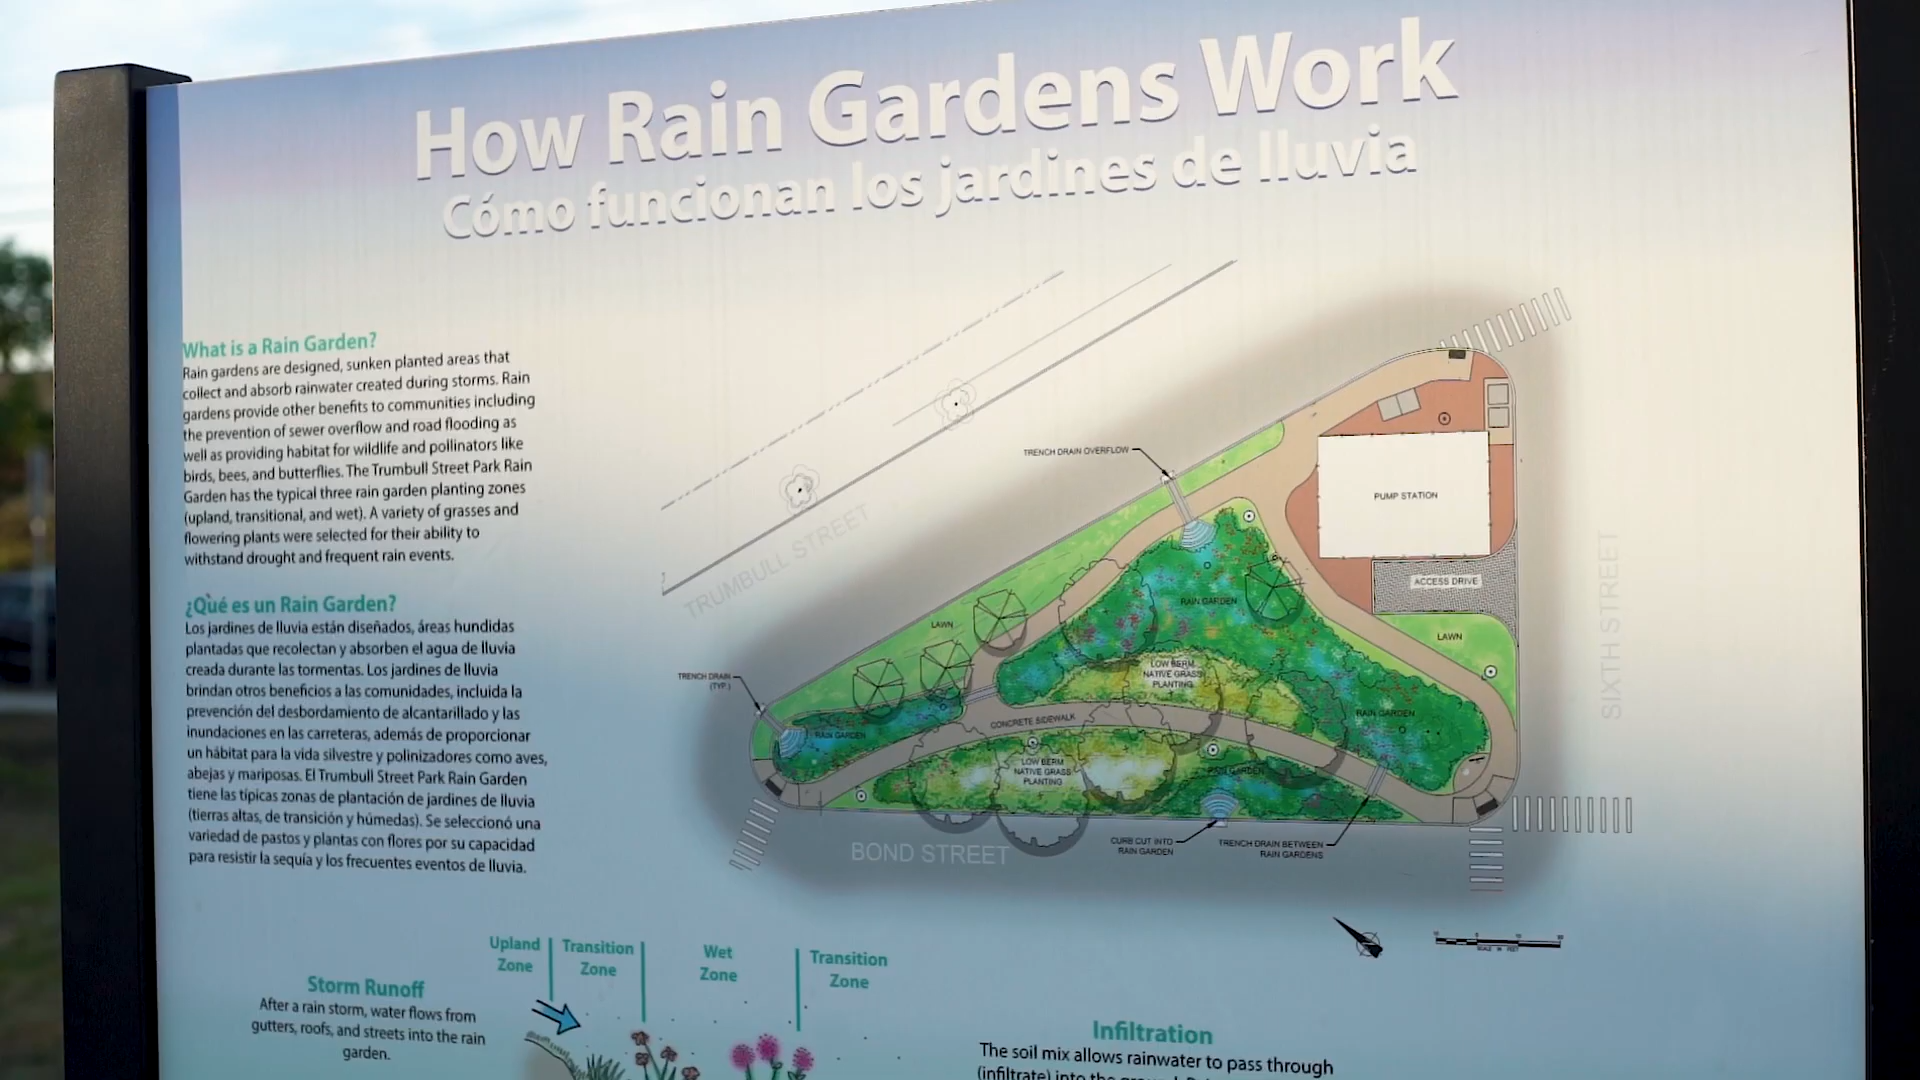 How Rain Gardens Work
Cómo funcionan los jardines de lluvia
What is a Rain Garden?
Rain gardens are designed, sunken planted areas that
collect and absorb rainwater created during storms. Rain
gardens provide other benefits to communities including
the prevention of sewer overflow and road flooding as
well as providing habitat for wildlife and pollinators like
birds, bees, and butterflies. The Trumbull Street Park Rain
Garden has the typical three rain garden planting zones
(upland, transitional, and wet). A variety of grasses and
flowering plants were selected for their ability to
withstand drought and frequent rain events.
¿Qùé es un Rain Garden?
Los jardines de lluvia están diseñados, áreas hundidas
plantadas que recolectan y absorben el agua de lluvia
creada durante las tormentas. Los jardines de lluvia
brindan otros beneficios a las comunidades, incluida la
prevención del desbordamiento de alcantarillado y las
inundaciones en las carreteras, además de proporcionar
un hábitat para la vida silvestre y polinizadores como aves,
abejas y mariposas. El Trumbull Street Park Rain Garden
tiene las típicas zonas de plantación de jardines de lluvia
(tierras altas, de transición y húmedas). Se seleccionó una
variedad de pastos y plantas con flores por su capacidad
para resistir la sequía y los frecuentes eventos de lluvia.
TRUMBULL STREET
TRENCH DRAIN OVERFLOW
PUMP STATION
ACCESS DRIVE
SIXTH STREET
RAIN GARDEN
LAWN
LAWN
TRENCH DRAIN
(TYP.)
LOW BERM
NATIVE GRASS
PLANTING
RAIN GARDEN
CONCRETE SIDEWALK
RAIN GARDEN
LOW BERM
NATIVE GRASS
PLANTING
RAIN GARDEN
BOND STREET
CURB CUT INTO
RAIN GARDEN
TRENCH DRAIN BETWEEN
RAIN GARDENS
SCALE IN FEET
Upland
Zone
Transition
Zone
Wet
Zone
Transition
Zone
Storm Runoff
After a rain storm, water flows from
gutters, roofs, and streets into the rain
garden.
Infiltration
The soil mix allows rainwater to pass through
(infiltrate) into the